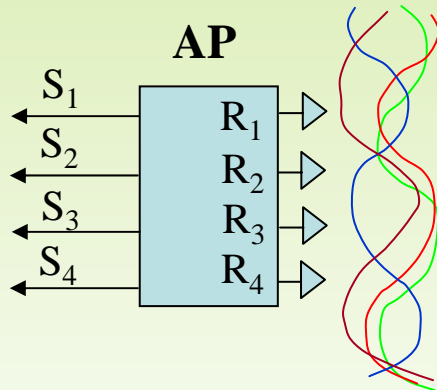 AP
S₁ R₁
S₂ R₂
S₃ R₃
S₄ R₄